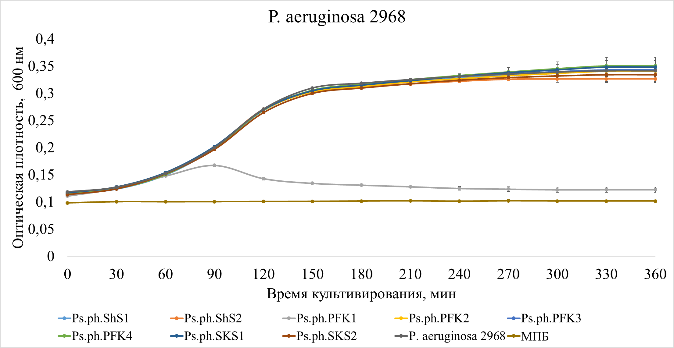 P. aeruginosa 2968
0,4
0,35
0,3
0,25
0,2
0,15
0,1
0,05
0
Оптическая плотность, 600 нм
0 30 60 90 120 150 180 210 240 270 300 330 360
Время культивирования, мин
Ps.ph.ShS1 Ps.ph.ShS2 Ps.ph.PFK1 Ps.ph.PFK2 Ps.ph.PFK3
Ps.ph.PFK4 Ps.ph.SKS1 Ps.ph.SKS2 P. aeruginosa 2968 МПБ